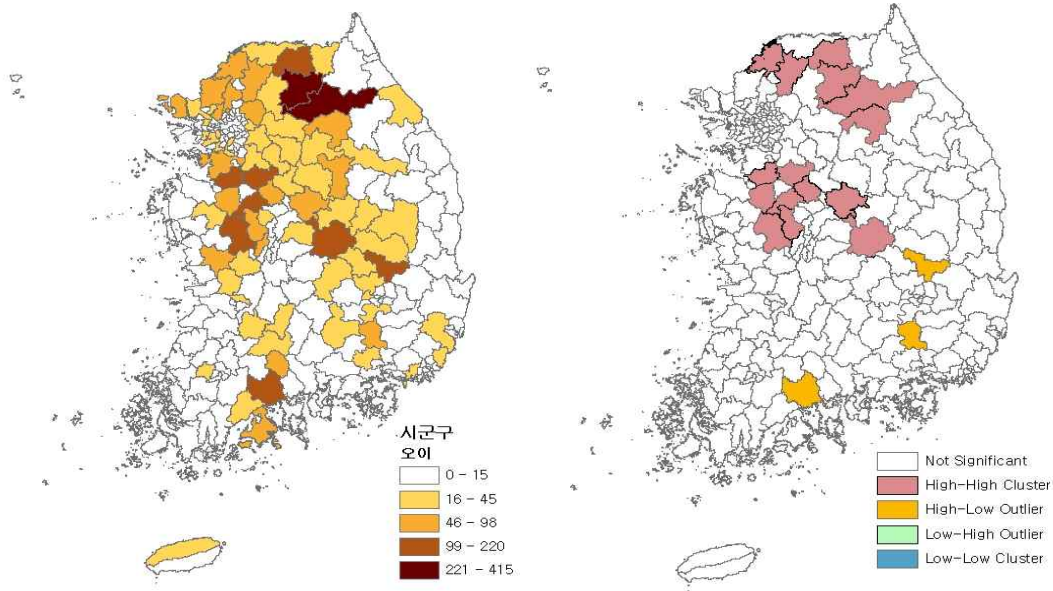 시군구
오이
0 - 15
16 - 45
46 - 98
99 - 220
221 - 415
Not Significant
High-High Cluster
High-Low Outlier
Low-High Outlier
Low-Low Cluster